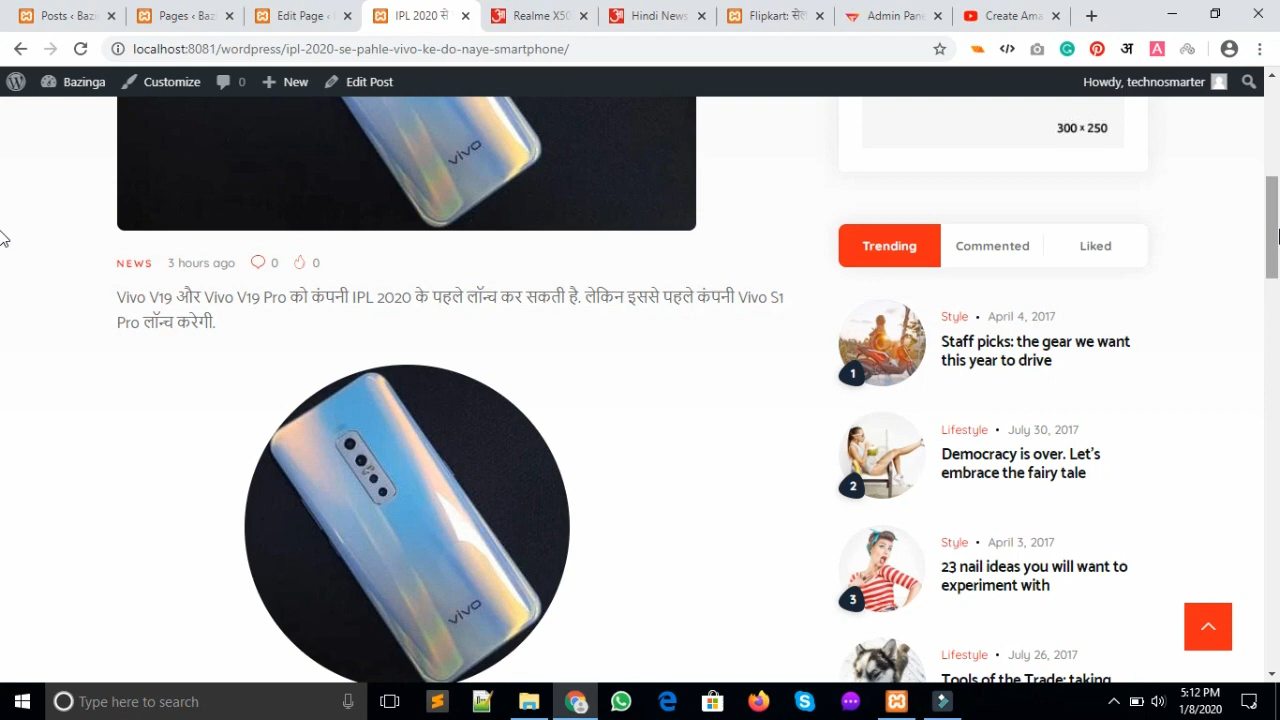 Posts ‹ Baz
Pages ‹ Baz
Edit Page ‹
IPL 2020 से
Realme X50
Hindi News
Flipkart: सेल
Admin Pan
Create Ama
localhost:8081/wordpress/ipl-2020-se-pahle-vivo-ke-do-naye-smartphone/
Bazinga
Customize
0
New
Edit Post
Howdy, technosmarter
vivo
300 x 250
NEWS 3 hours ago 0 0
Vivo V19 और Vivo V19 Pro को कंपनी IPL 2020 के पहले लॉन्च कर सकती है. लेकिन इससे पहले कंपनी Vivo S1
Pro लॉन्च करेगी.
vivo
Trending
Commented
Liked
Style • April 4, 2017
Staff picks: the gear we want
this year to drive
1
Lifestyle • July 30, 2017
Democracy is over. Let's
embrace the fairy tale
2
Style • April 3, 2017
23 nail ideas you will want to
experiment with
3
Lifestyle • July 26, 2017
Tools of the Trade: taking
Type here to search
5:12 PM
1/8/2020